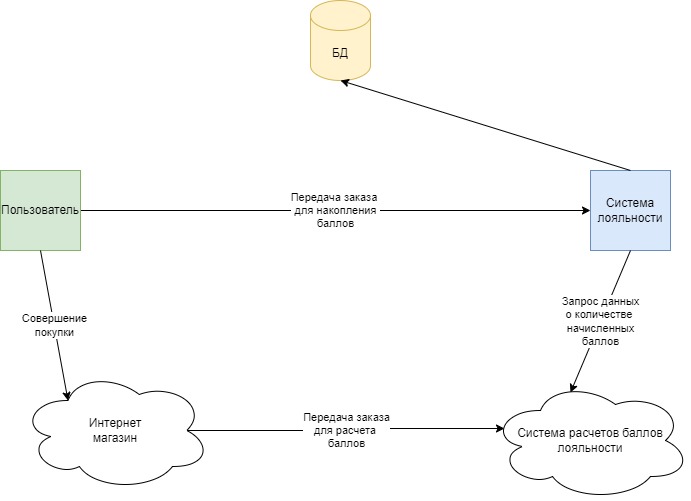 БД
Пользователь
Передача заказа
для накопления
баллов
Система
лояльности
Совершение
покупки
Запрос данных
о количестве
начисленных
баллов
Интернет
магазин
Передача заказа
для расчета
баллов
Система расчетов баллов
лояльности